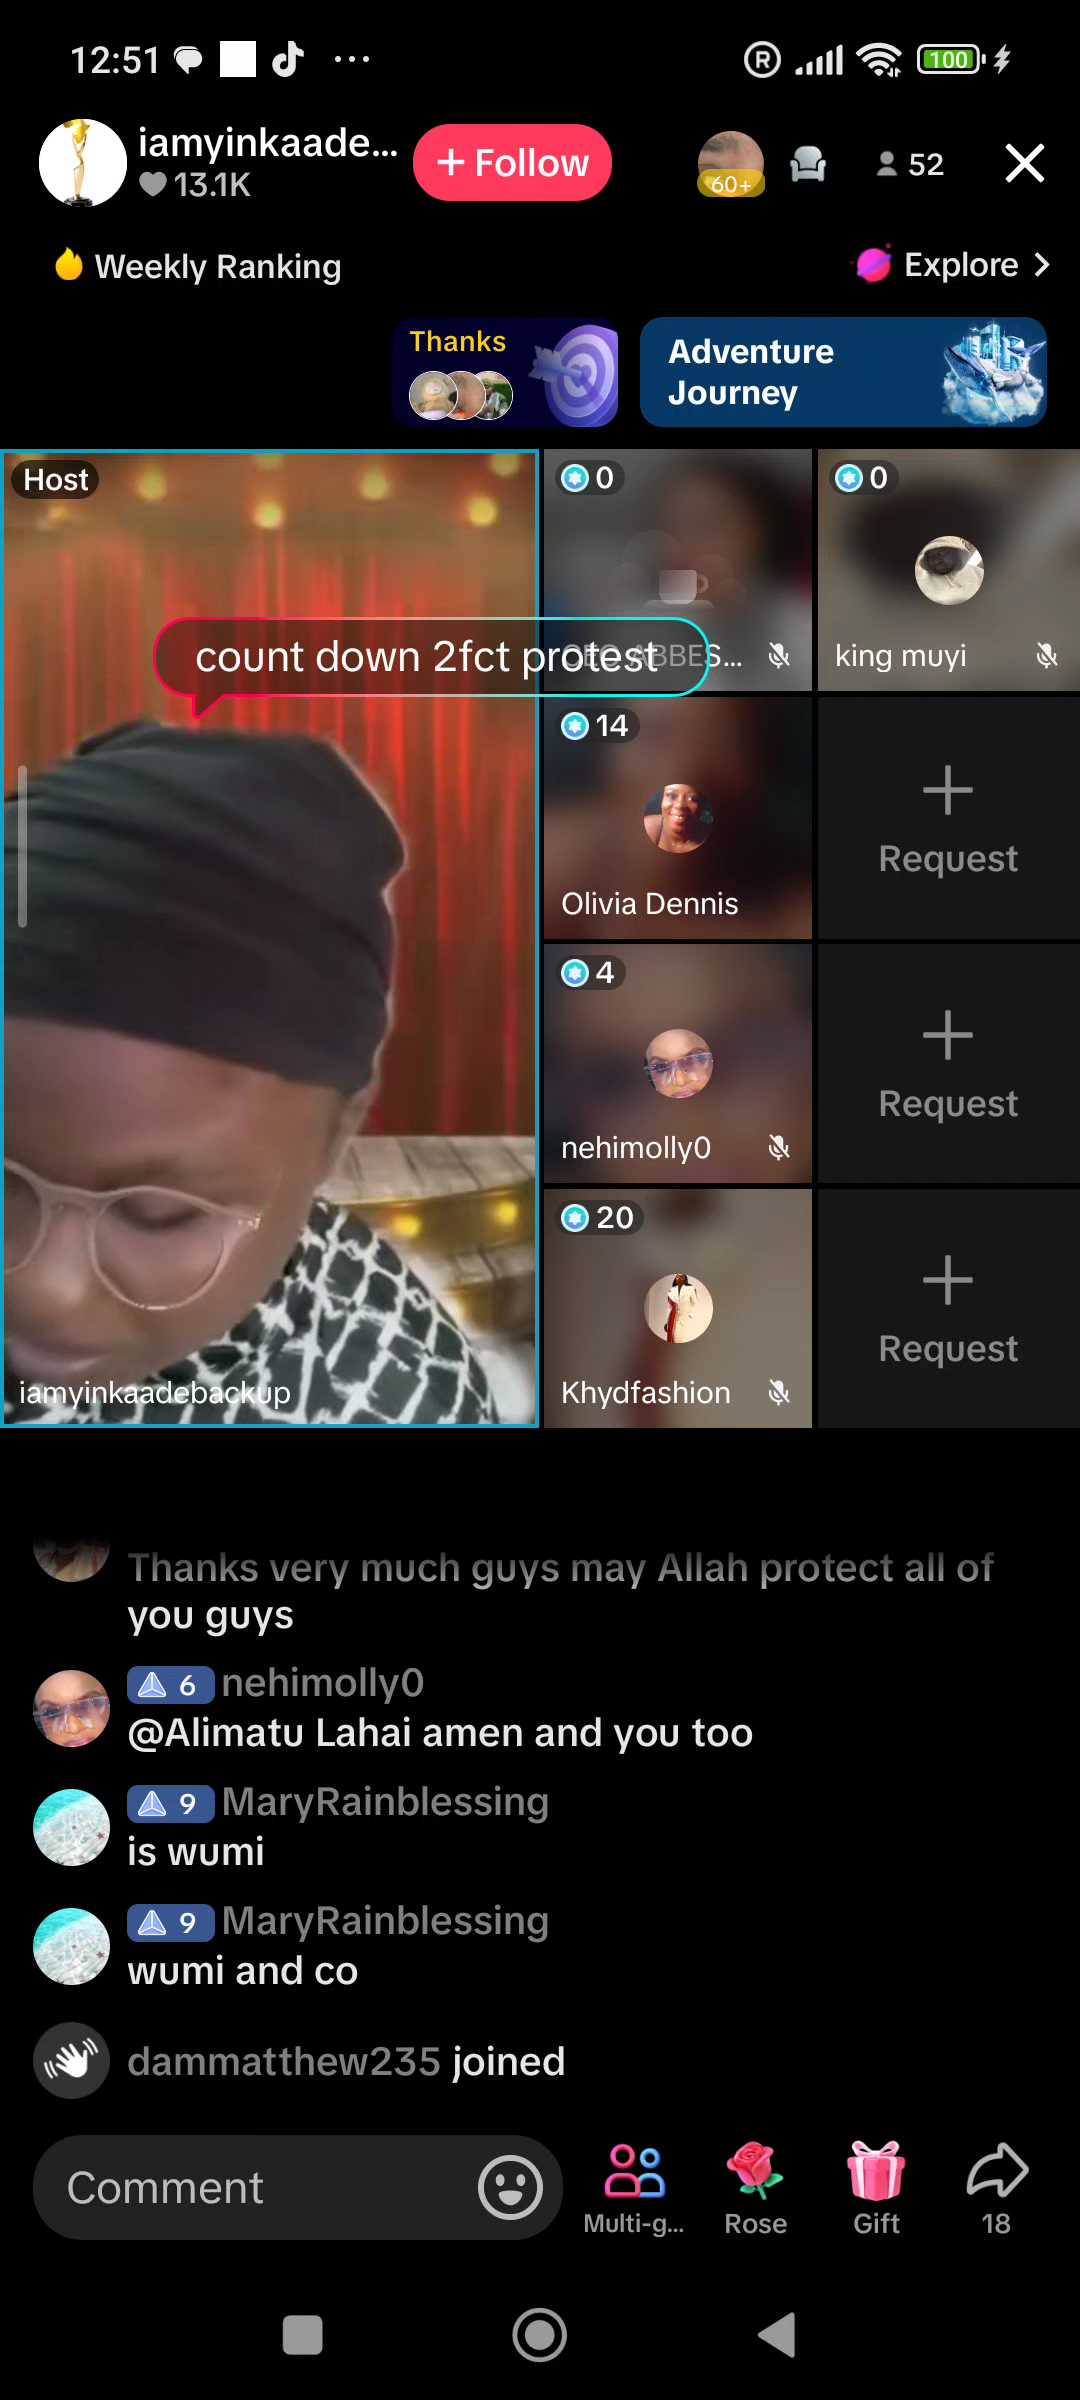 12:51
R
100
iamyinkaade...
+ Follow
13.1K
60+
52
Weekly Ranking
Explore
Thanks
Adventure
Journey
Host
0
0
count down 2fct protest
CEO ABBES...
king muyi
14
Request
Olivia Dennis
4
Request
nehimolly0
20
Request
Khydfashion
iamyinkaadebackup
Thanks very much guys may Allah protect all of
you guys
6 nehimolly0
@Alimatu Lahai amen and you too
9 MaryRainblessing
is wumi
9 MaryRainblessing
wumi and co
dammatthew235 joined
Comment
Multi-g...
Rose
Gift
18